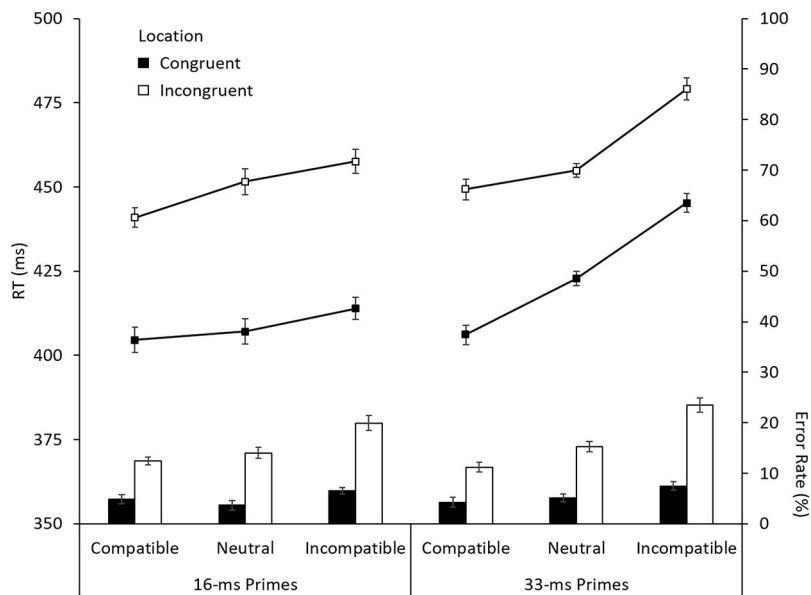 Location
Congruent
Incongruent
RT (ms)
500
475
450
425
400
375
350
Error Rate (%)
100
90
80
70
60
50
40
30
20
10
0
Compatible Neutral Incompatible Compatible Neutral Incompatible
16-ms Primes 33-ms Primes